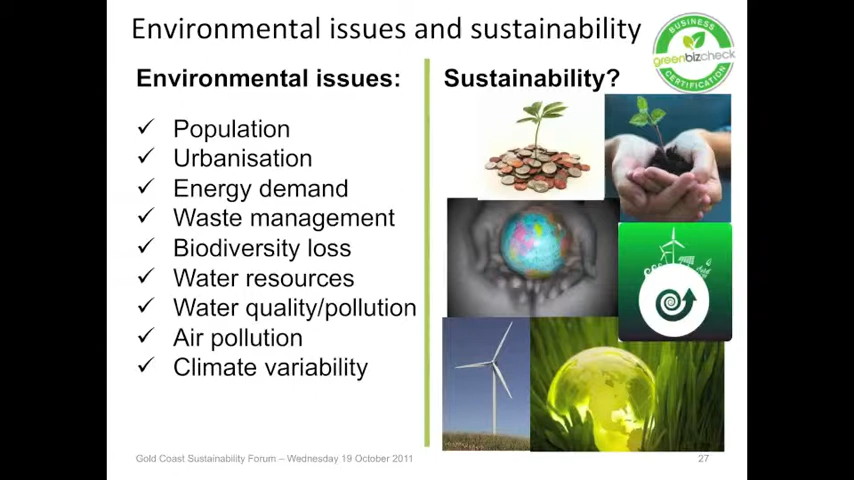 Environmental issues and sustainability
BUSINESS
greenbizcheck
CERTIFICATION
Environmental issues:
✓ Population
✓ Urbanisation
✓ Energy demand
✓ Waste management
✓ Biodiversity loss
✓ Water resources
✓ Water quality/pollution
✓ Air pollution
✓ Climate variability
Sustainability?
Gold Coast Sustainability Forum – Wednesday 19 October 2011
27